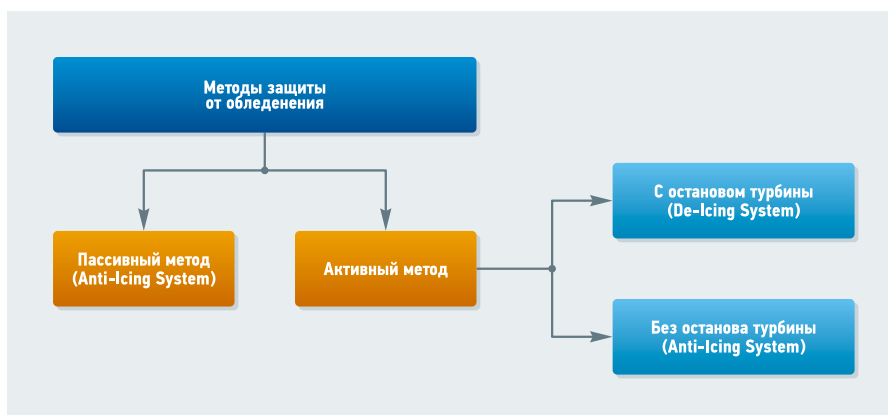 Методы защиты
от обледенения
С остановом турбины
(De-Icing System)
Пассивный метод
(Anti-Icing System)
Активный метод
Без останова турбины
(Anti-Icing System)